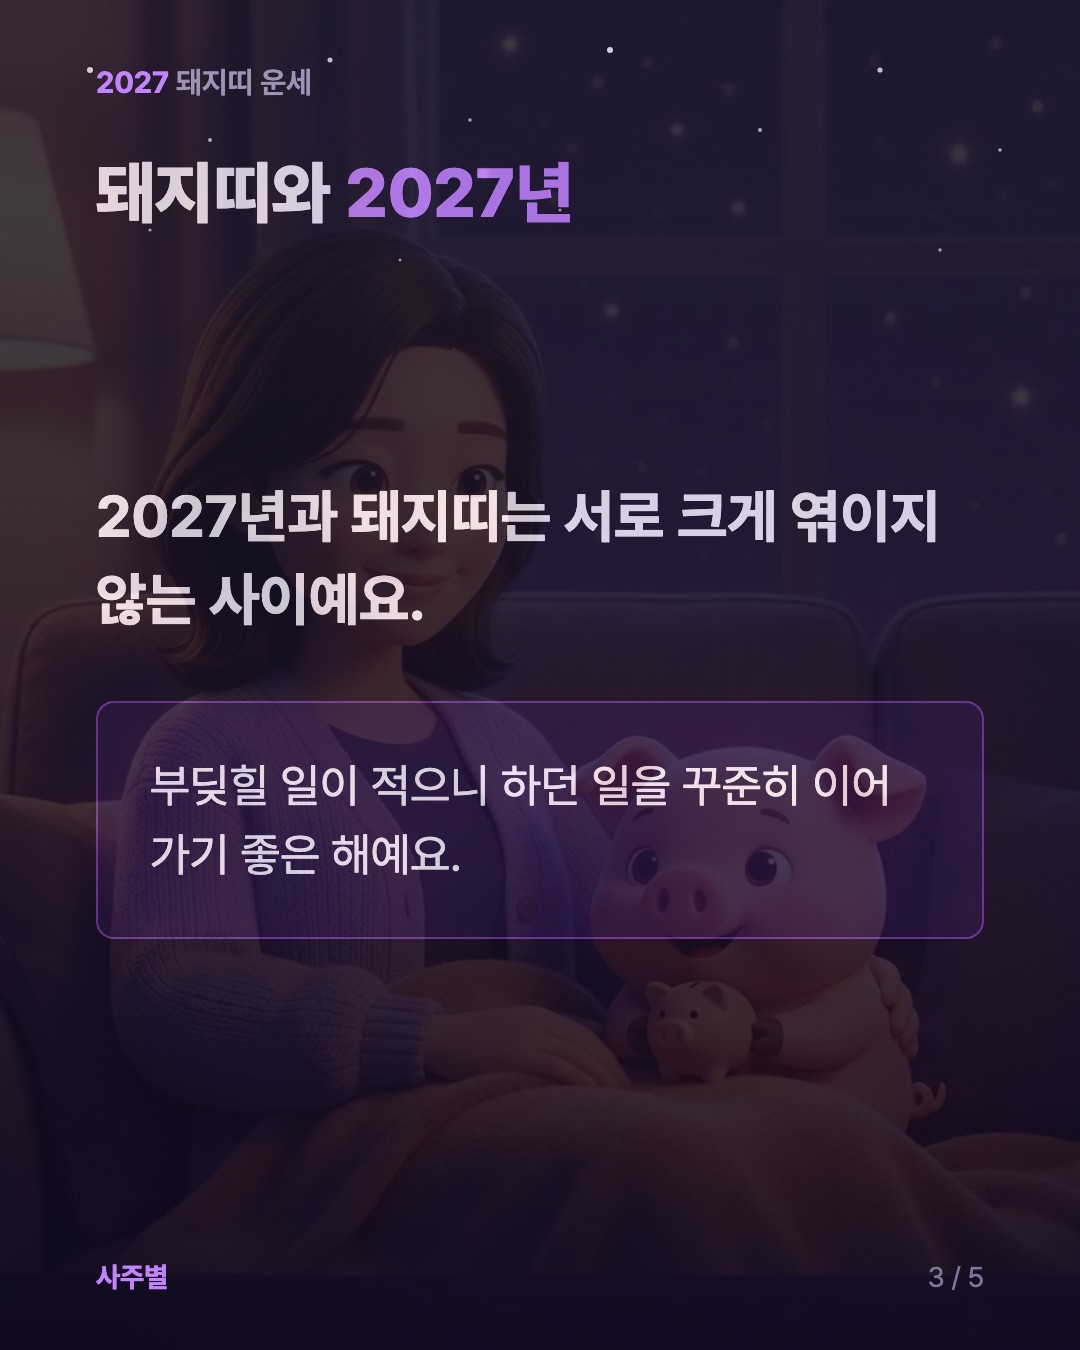 2027 돼지띠 운세
돼지띠와 2027년
2027년과 돼지띠는 서로 크게 엮이지
않는 사이예요.
부딪힐 일이 적으니 하던 일을 꾸준히 이어
가기 좋은 해예요.
사주별
3 / 5